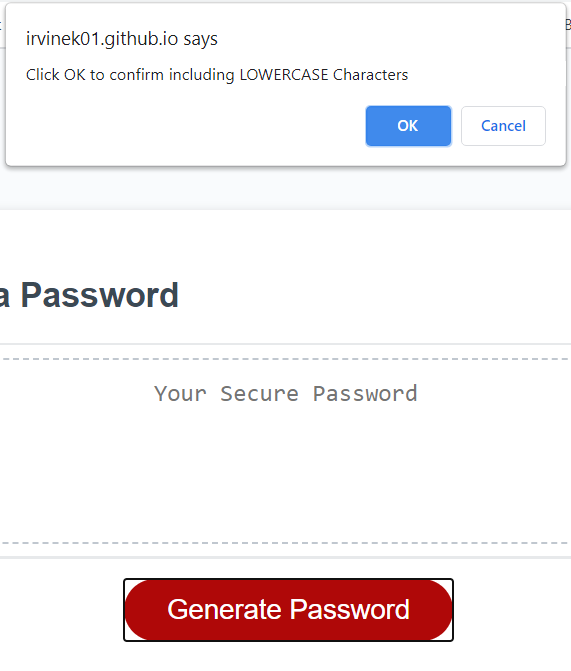 irvinek01.github.io says
Click OK to confirm including LOWERCASE Characters
OK
Cancel
a Password
Your Secure Password
Generate Password